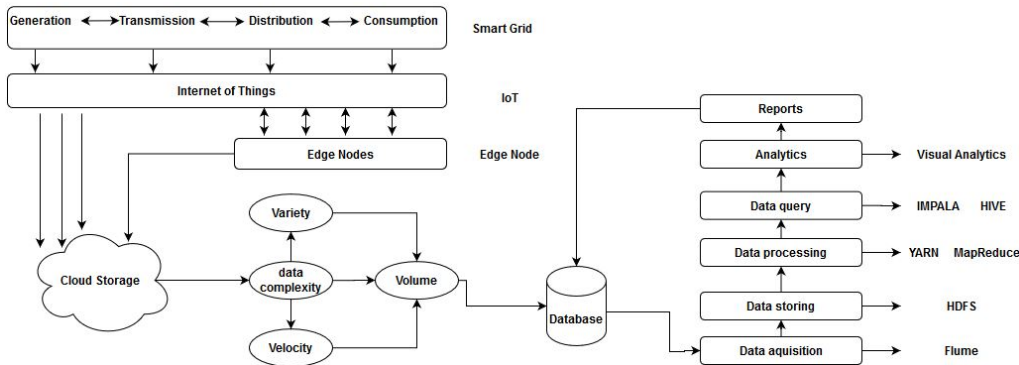 Generation Transmission Distribution Consumption
Smart Grid
Internet of Things
IoT
Edge Nodes
Edge Node
Reports
Analytics
Visual Analytics
Variety
Data query
IMPALA HIVE
Cloud Storage
data
complexity
Volume
Data processing
YARN MapReduce
Database
Data storing
HDFS
Velocity
Data aquisition
Flume